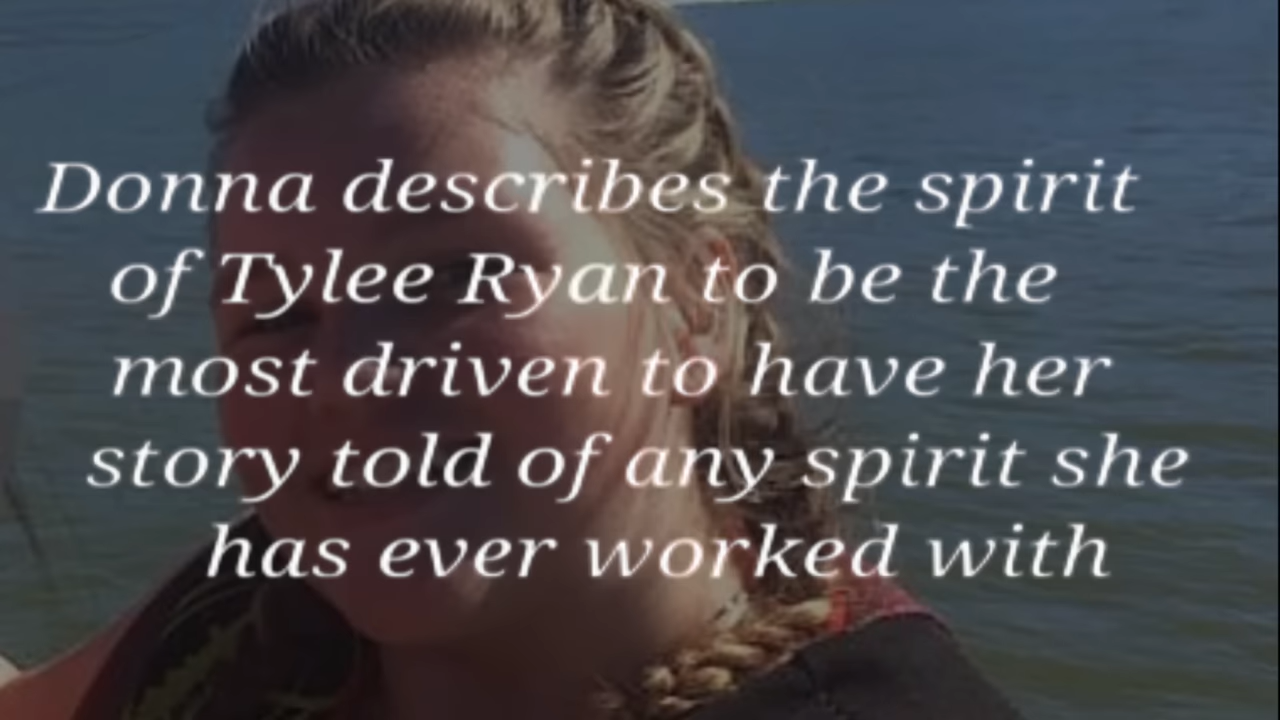 Donna describes the spirit
of Tylee Ryan to be the
most driven to have her
story told of any spirit she
has ever worked with